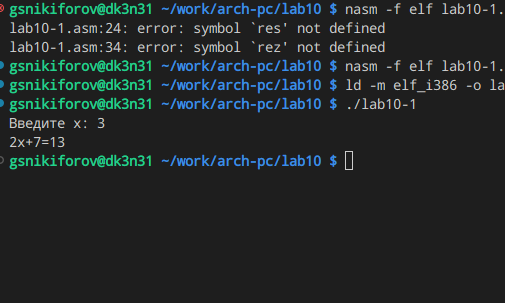 gsnikiforov@dk3n31 ~/work/arch-pc/lab10 $ nasm -f elf lab10-1.
lab10-1.asm:24: error: symbol `res' not defined
lab10-1.asm:34: error: symbol `rez' not defined
gsnikiforov@dk3n31 ~/work/arch-pc/lab10 $ nasm -f elf lab10-1.
gsnikiforov@dk3n31 ~/work/arch-pc/lab10 $ ld -m elf_i386 -o la
gsnikiforov@dk3n31 ~/work/arch-pc/lab10 $ ./lab10-1
Введите x: 3
2x+7=13
gsnikiforov@dk3n31 ~/work/arch-pc/lab10 $